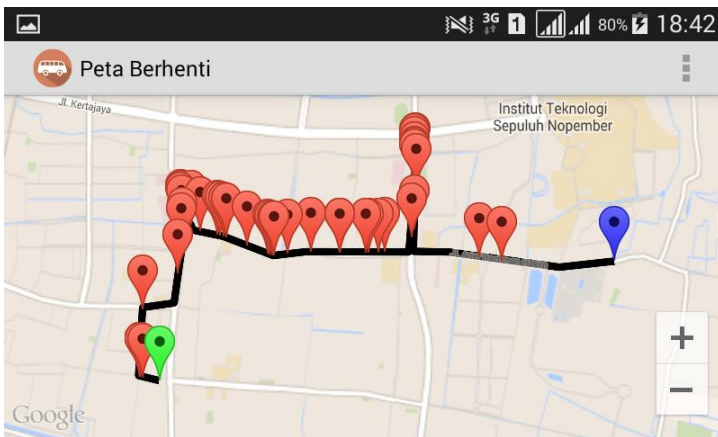 3G 1 80% 18:42
Peta Berhenti
Jl. Kertajaya
Institut Teknologi
Sepuluh Nopember
+
−
Google